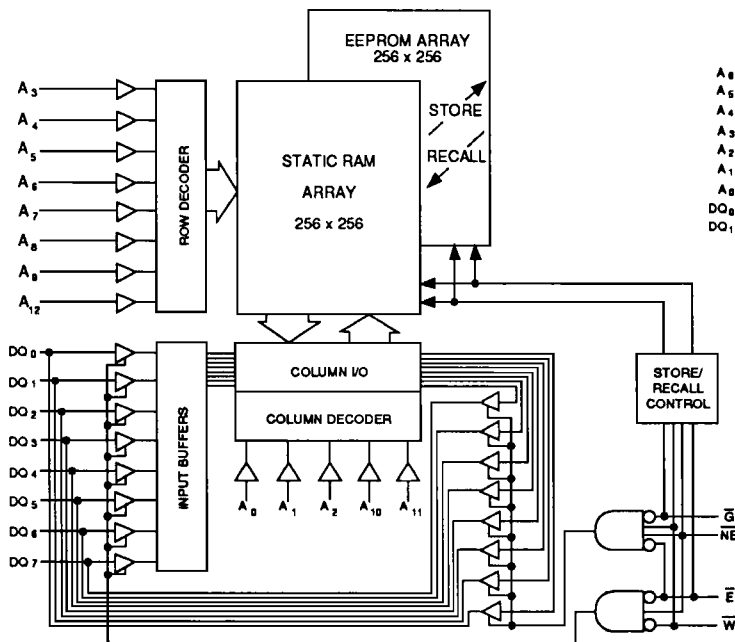 EEPROM ARRAY
256 x 256
STORE
RECALL
STATIC RAM
ARRAY
256 x 256
A3
A4
A5
A6
A7
A8
A9
A12
ROW DECODER
DQ0
DQ1
DQ2
DQ3
DQ4
DQ5
DQ6
DQ7
INPUT BUFFERS
COLUMN I/O
COLUMN DECODER
A0
A1
A2
A10
A11
STORE/
RECALL
CONTROL
G̅
N̅E̅
E̅
W̅
A6
A5
A4
A3
A2
A1
A0
DQ0
DQ1